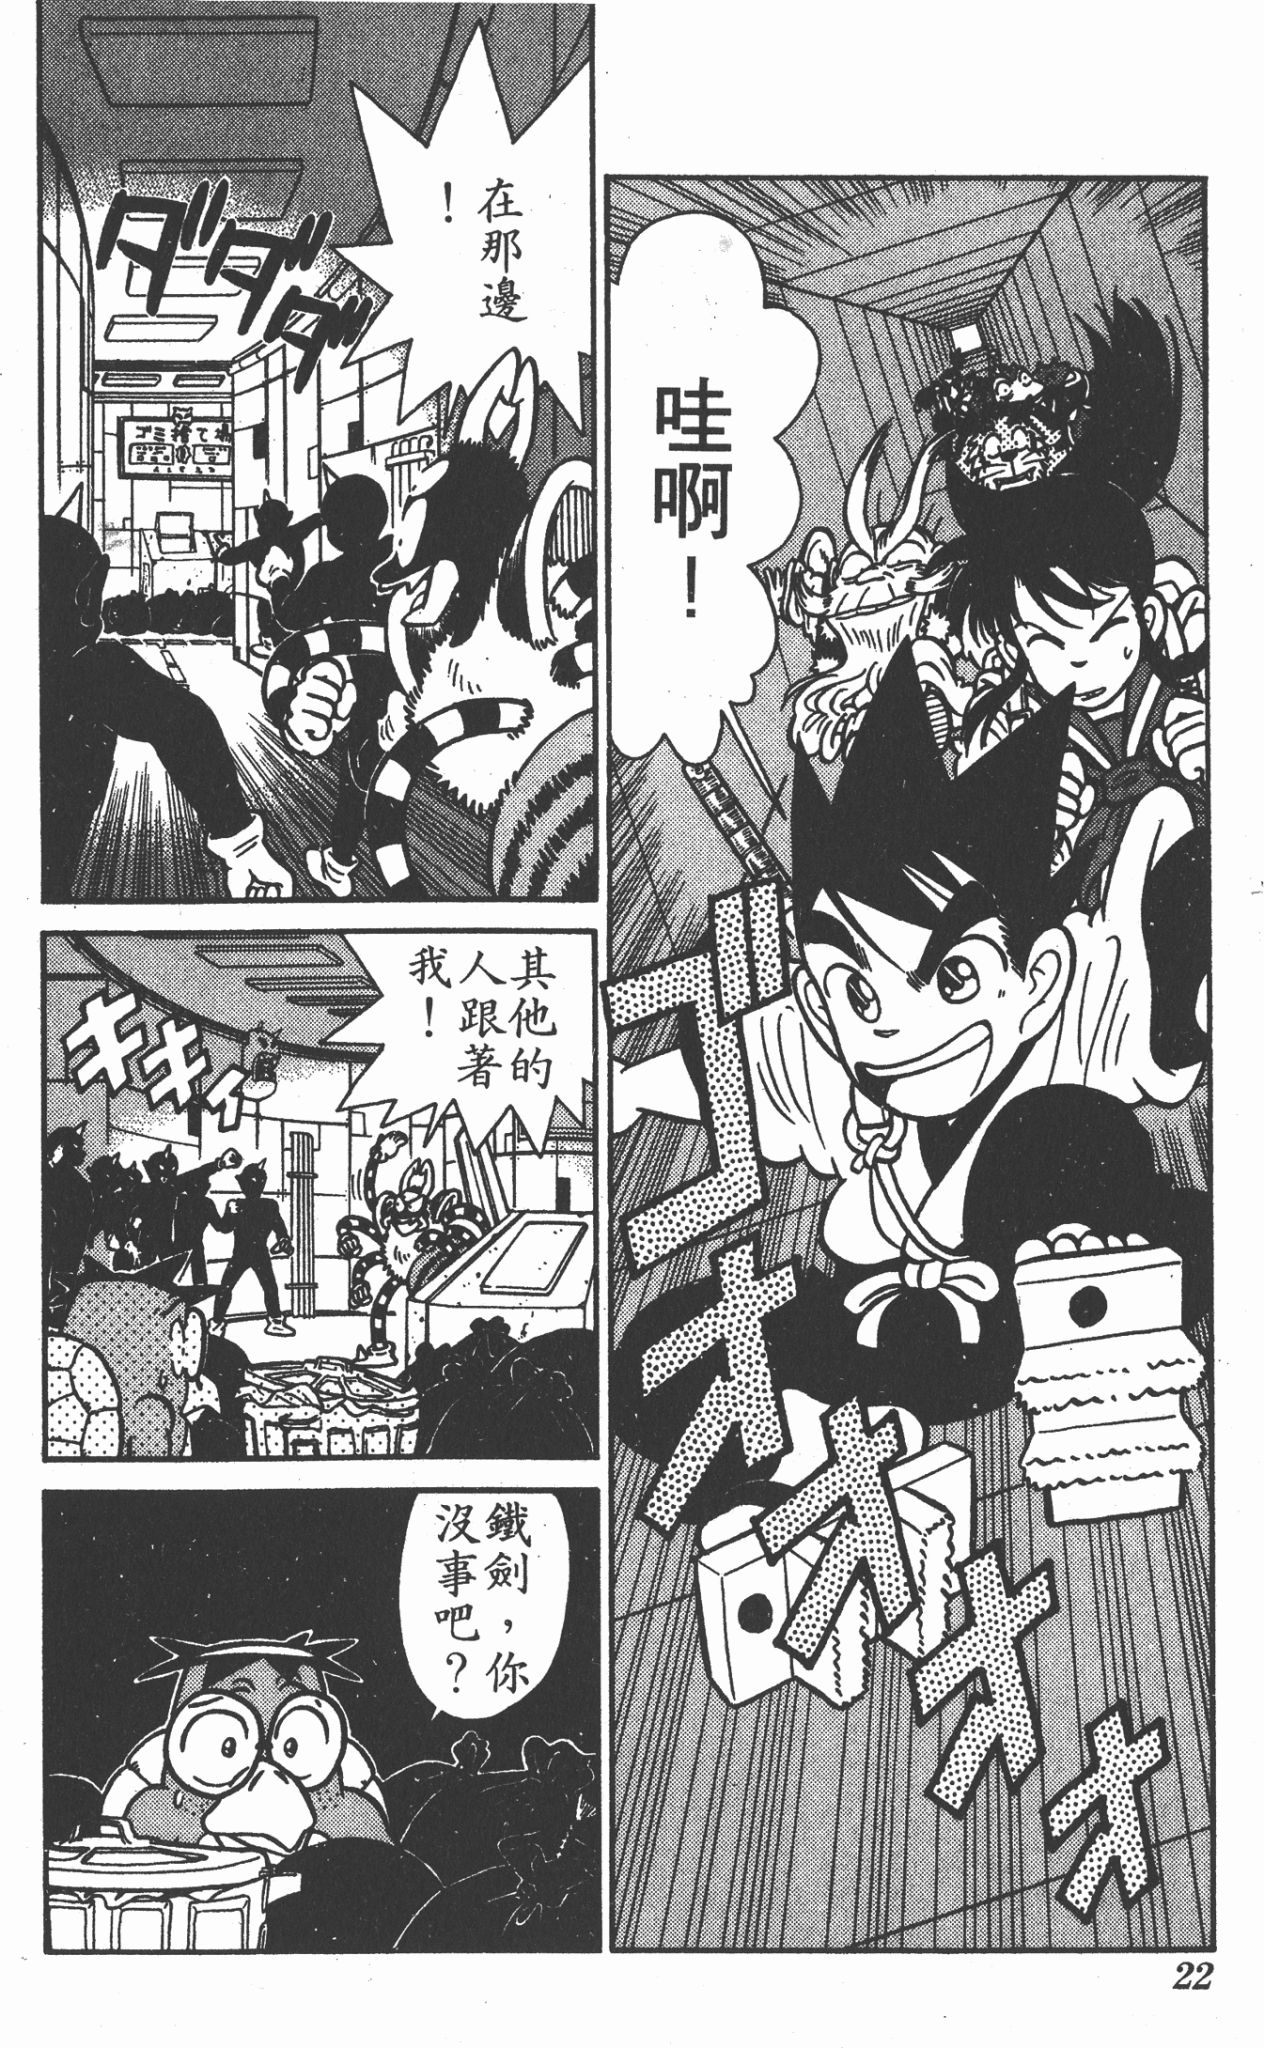 哇啊！
ゴオオオオオ
在那邊
！
ダダダ
ゴミ捨て場
其他的
人跟著
我！
キキィ
鐵劍，你
沒事吧？
22